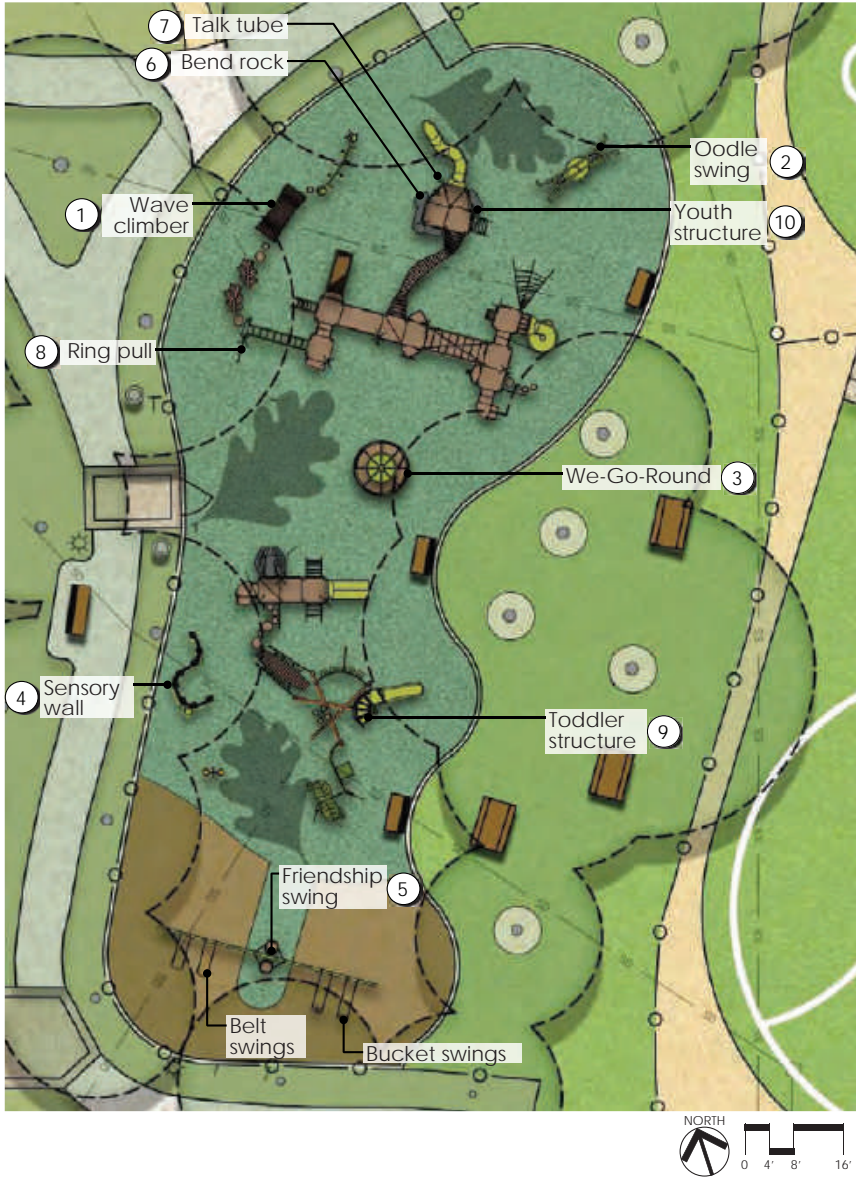 7 Talk tube
6 Bend rock
Oodle
swing 2
1 Wave
climber
Youth
structure 10
8 Ring pull
We-Go-Round 3
4 Sensory
wall
Toddler
structure 9
Friendship
swing 5
Belt
swings
Bucket swings
NORTH
0 4' 8' 16'